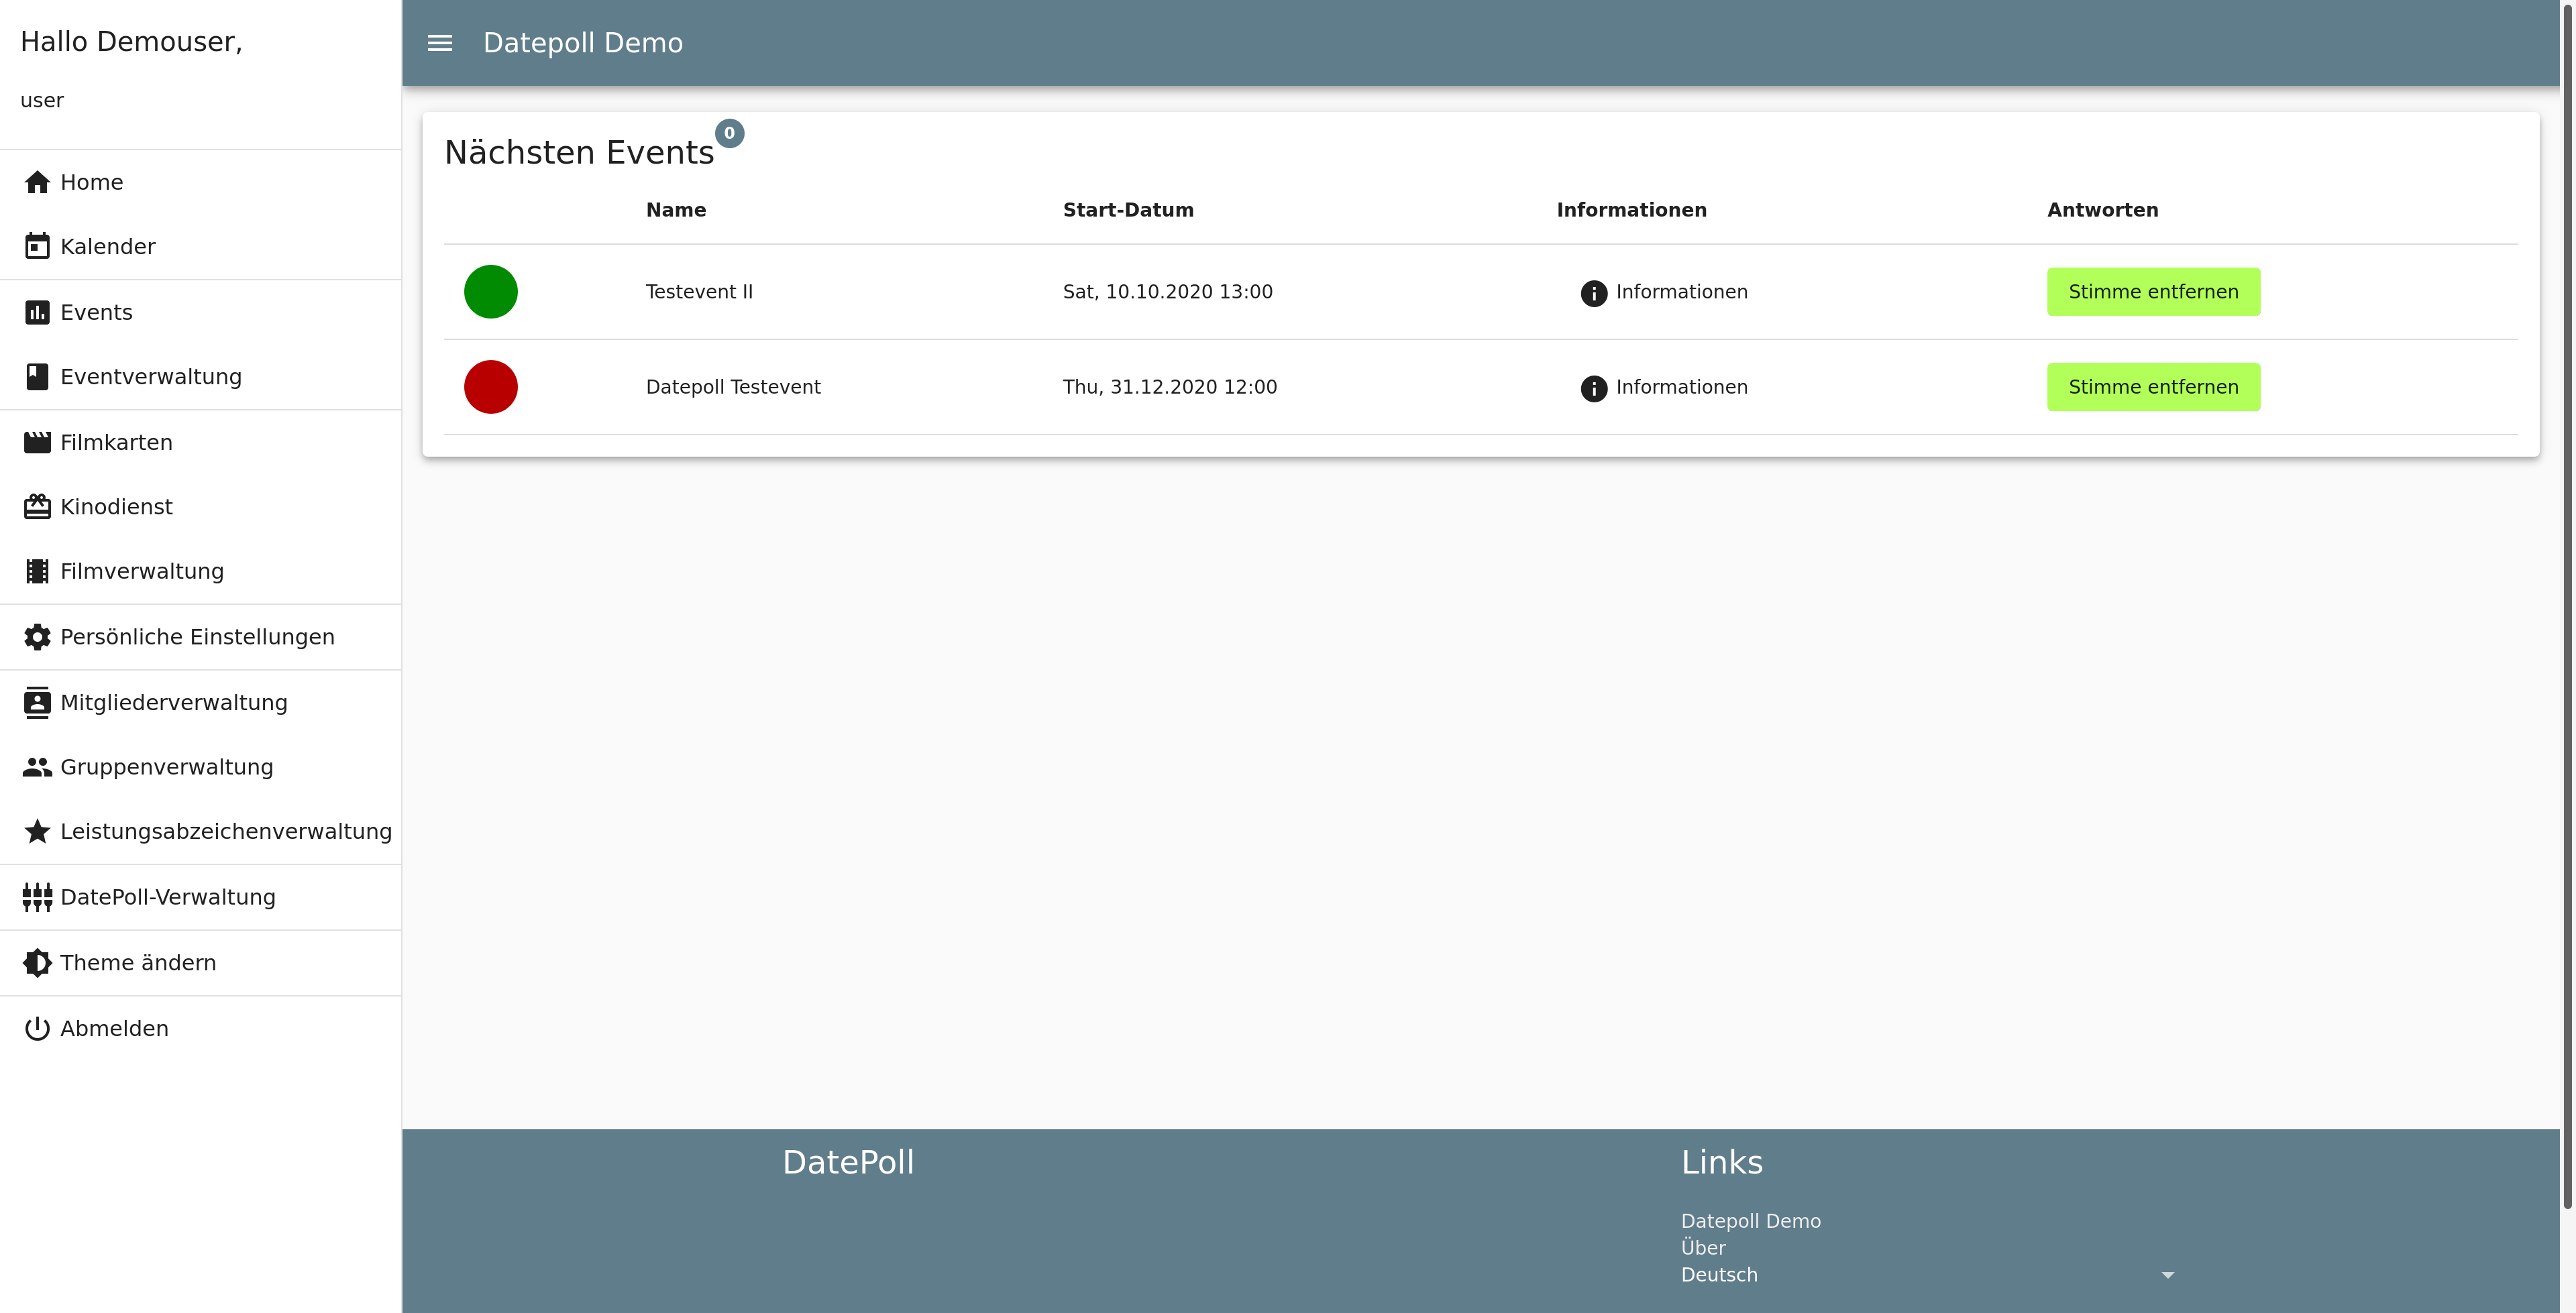 Hallo Demouser,
user
Home
Kalender
Events
Eventverwaltung
Filmkarten
Kinodienst
Filmverwaltung
Persönliche Einstellungen
Mitgliederverwaltung
Gruppenverwaltung
Leistungsabzeichenverwaltung
DatePoll-Verwaltung
Theme ändern
Abmelden
Datepoll Demo
Nächsten Events 0
Name Start-Datum Informationen Antworten
Testevent II Sat, 10.10.2020 13:00 Informationen Stimme entfernen
Datepoll Testevent Thu, 31.12.2020 12:00 Informationen Stimme entfernen
DatePoll
Links
Datepoll Demo
Über
Deutsch